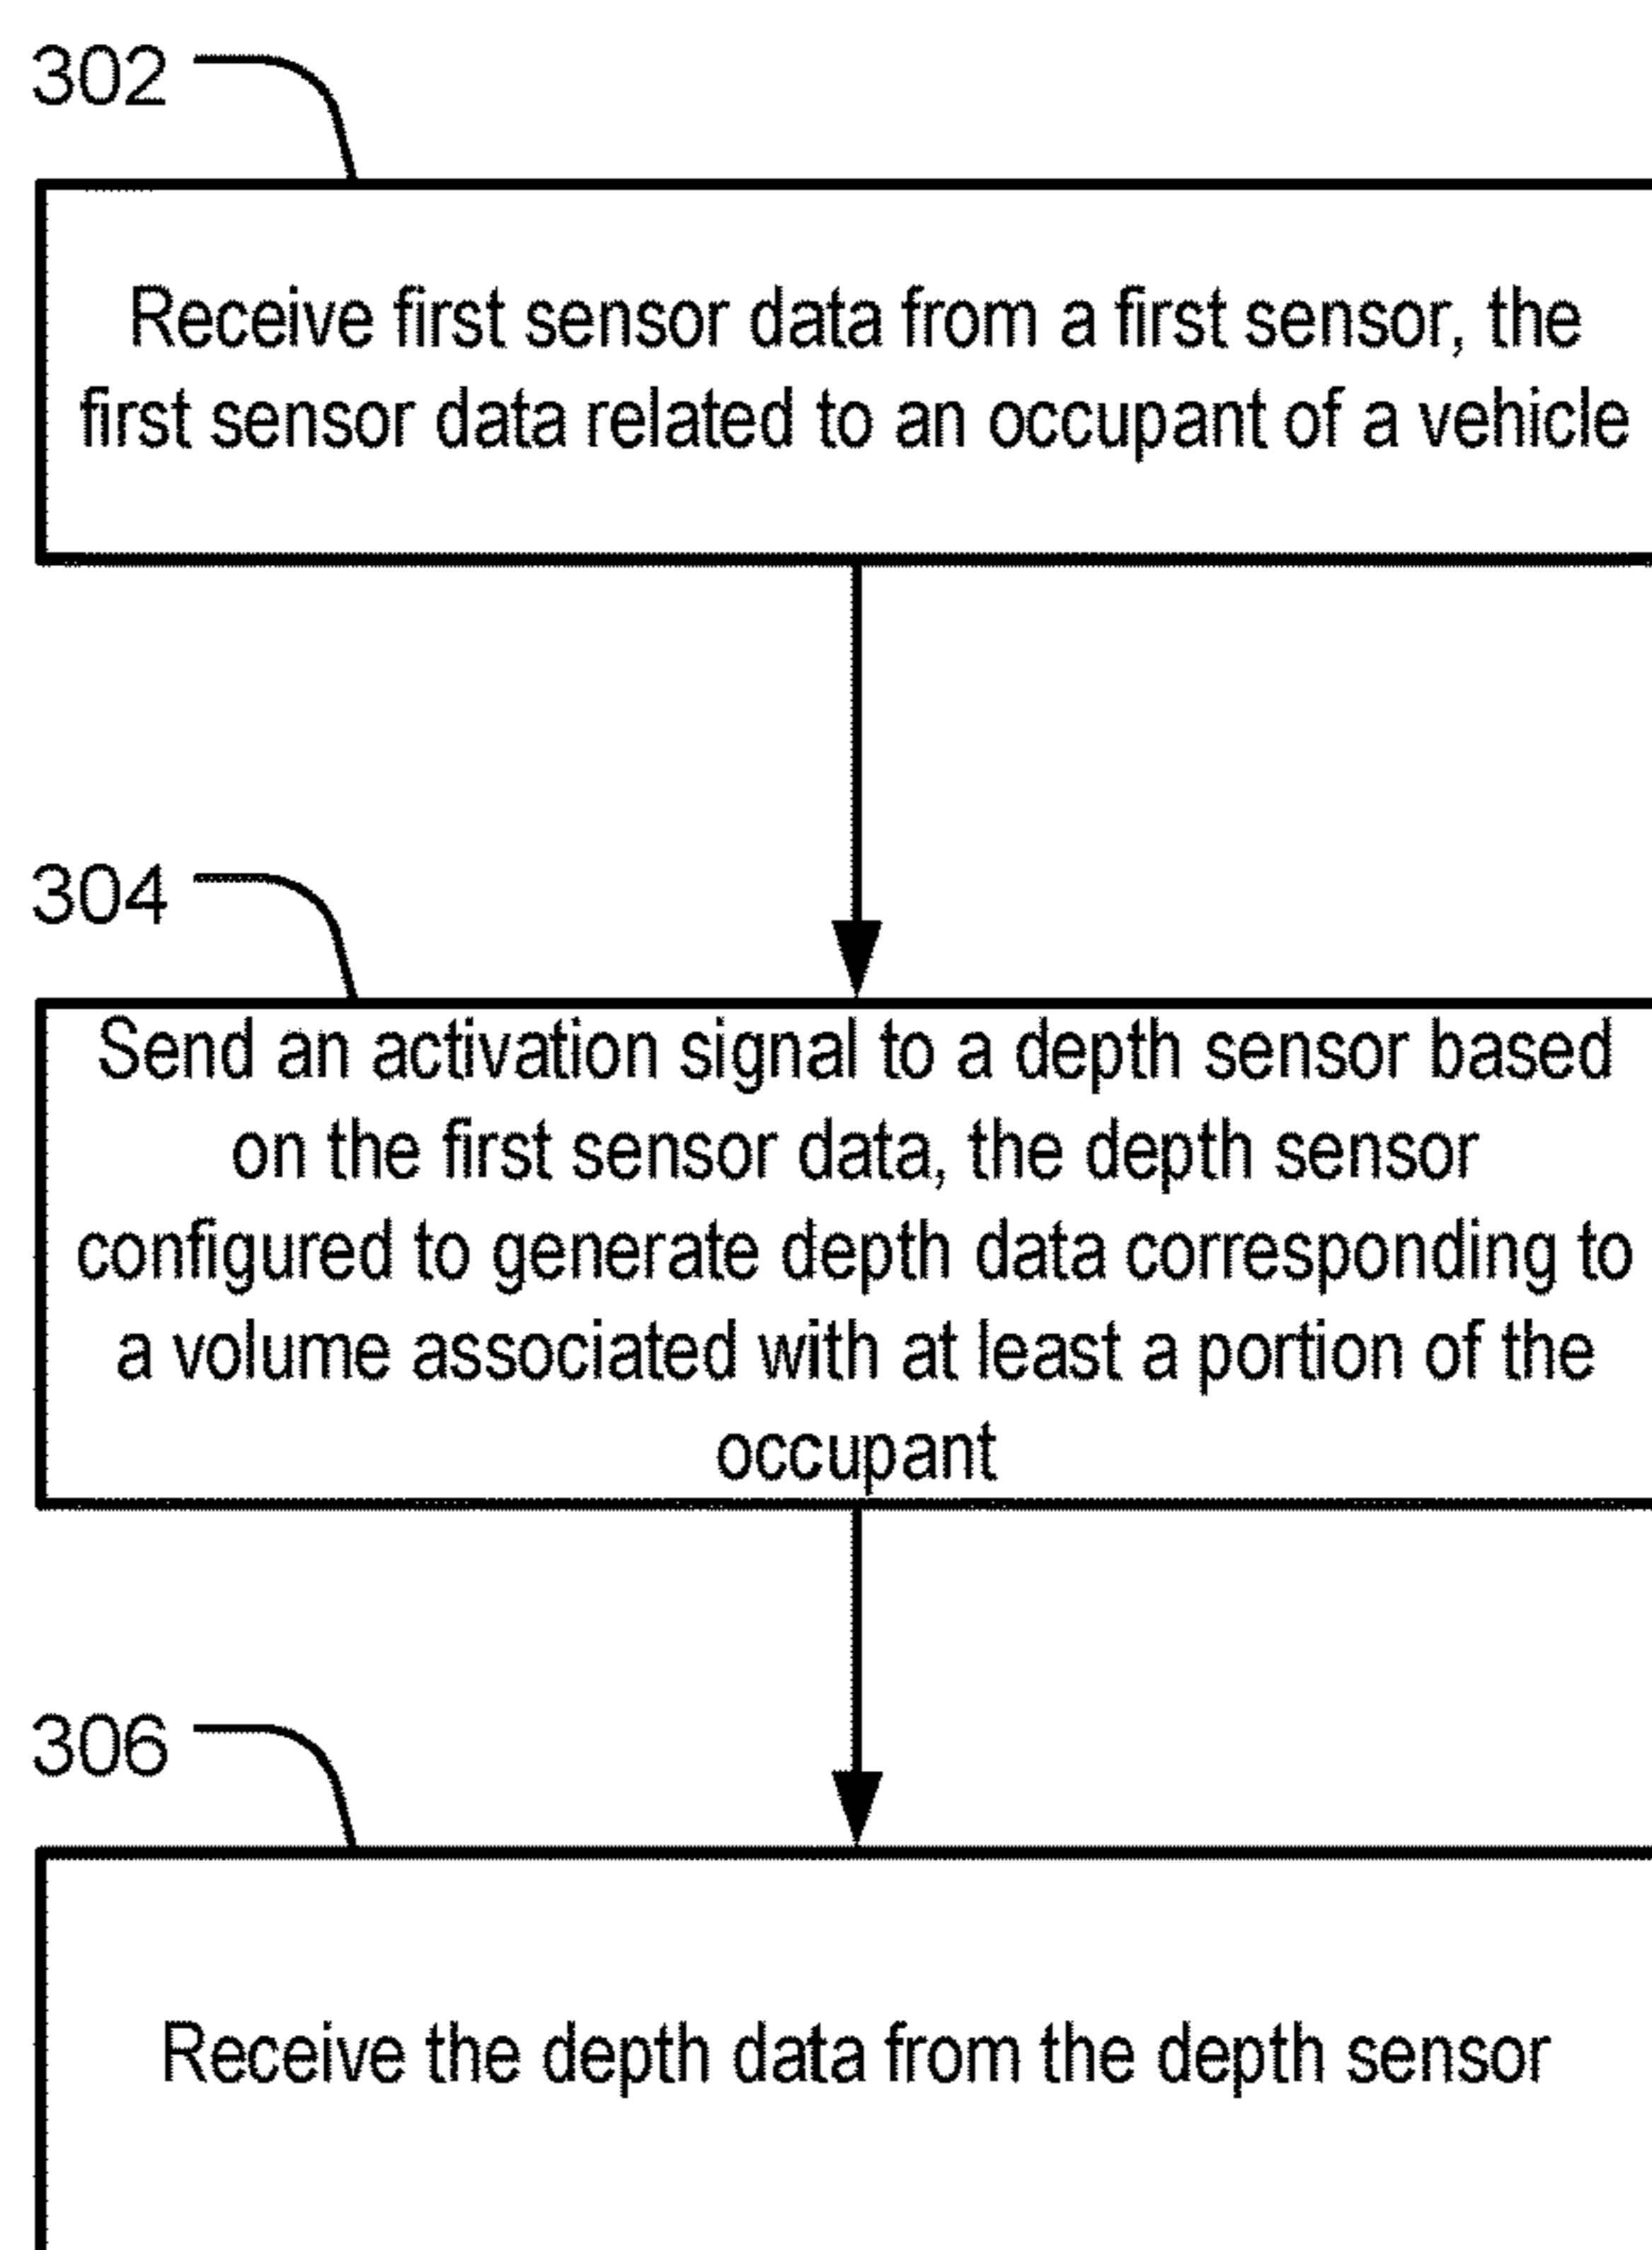 302
Receive first sensor data from a first sensor, the
first sensor data related to an occupant of a vehicle
304
Send an activation signal to a depth sensor based
on the first sensor data, the depth sensor
configured to generate depth data corresponding to
a volume associated with at least a portion of the
occupant
306
Receive the depth data from the depth sensor